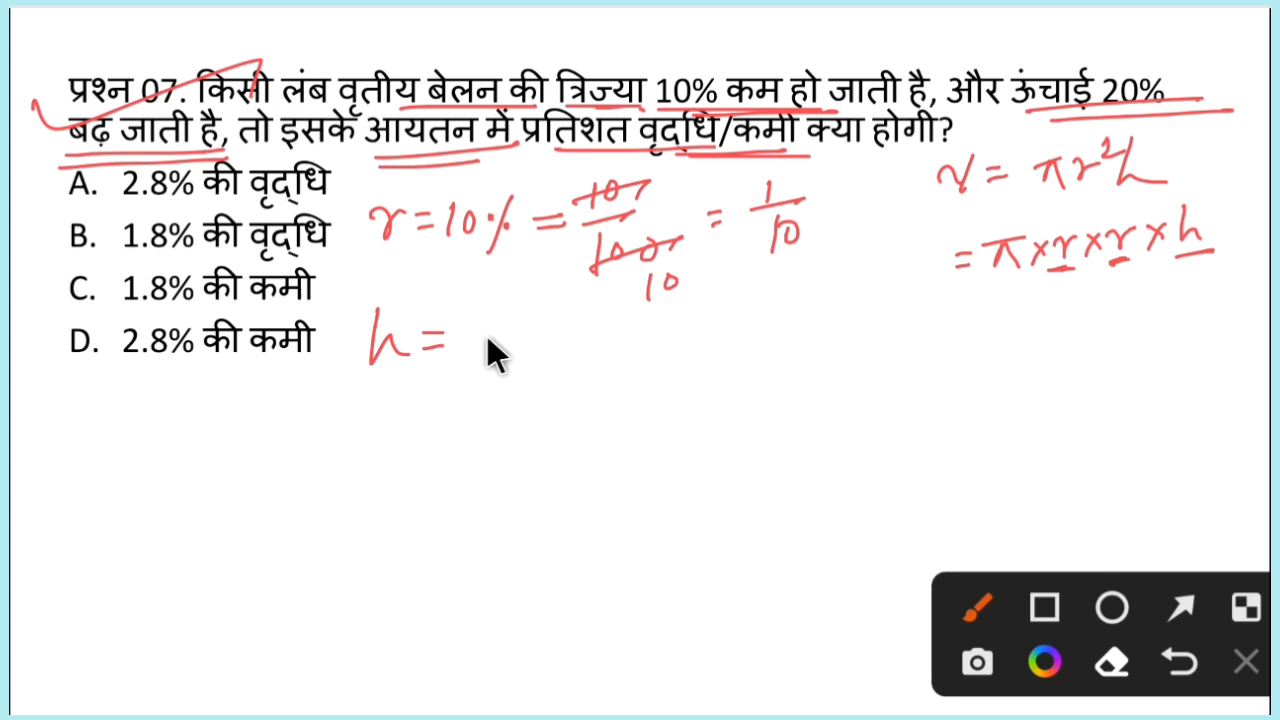 प्रश्न 07. किसी लंब वृतीय बेलन की त्रिज्या 10% कम हो जाती है, और ऊंचाई 20%
बढ़ जाती है, तो इसके आयतन में प्रतिशत वृद्धि/कमी क्या होगी?
A. 2.8% की वृद्धि
B. 1.8% की वृद्धि
C. 1.8% की कमी
D. 2.8% की कमी
r = 10% = 10/100 = 1/10
10
h =
v = πr²h
= π × r × r × h